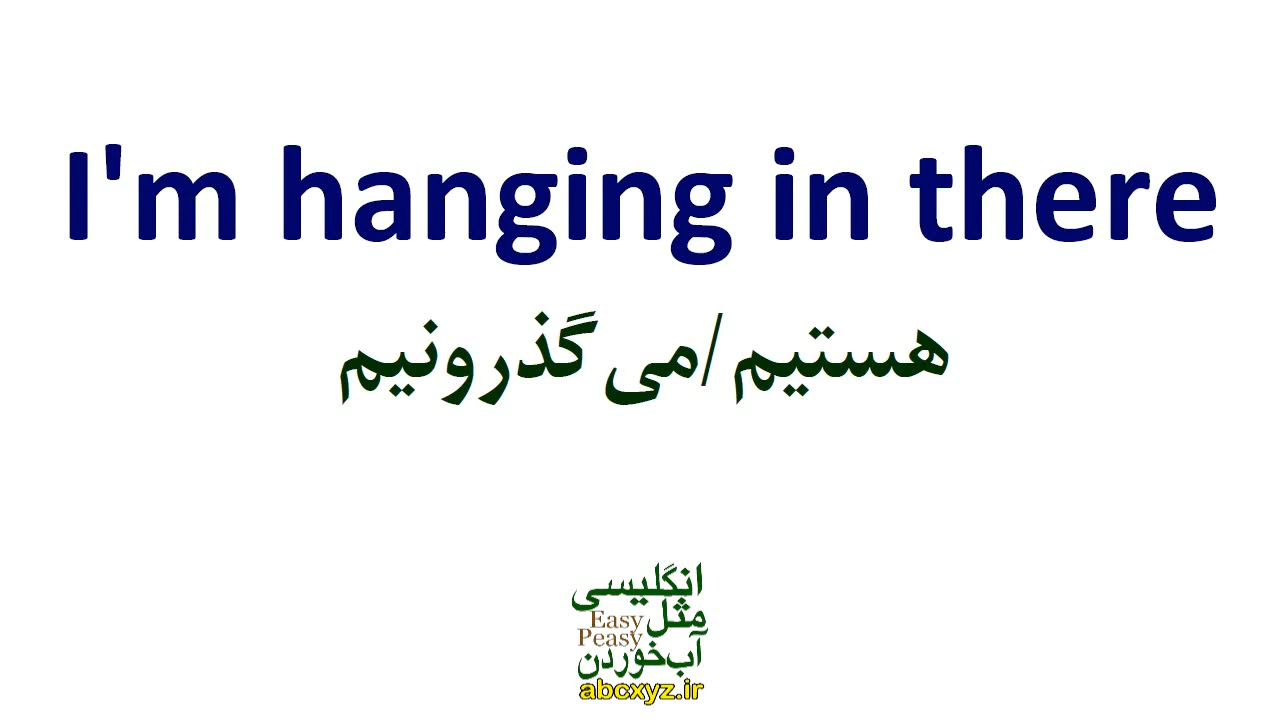 I'm hanging in there
هستیم/می‌گذرونیم
انگلیسی
مثل Easy
Peasy
آب‌خوردن
abcxyz.ir